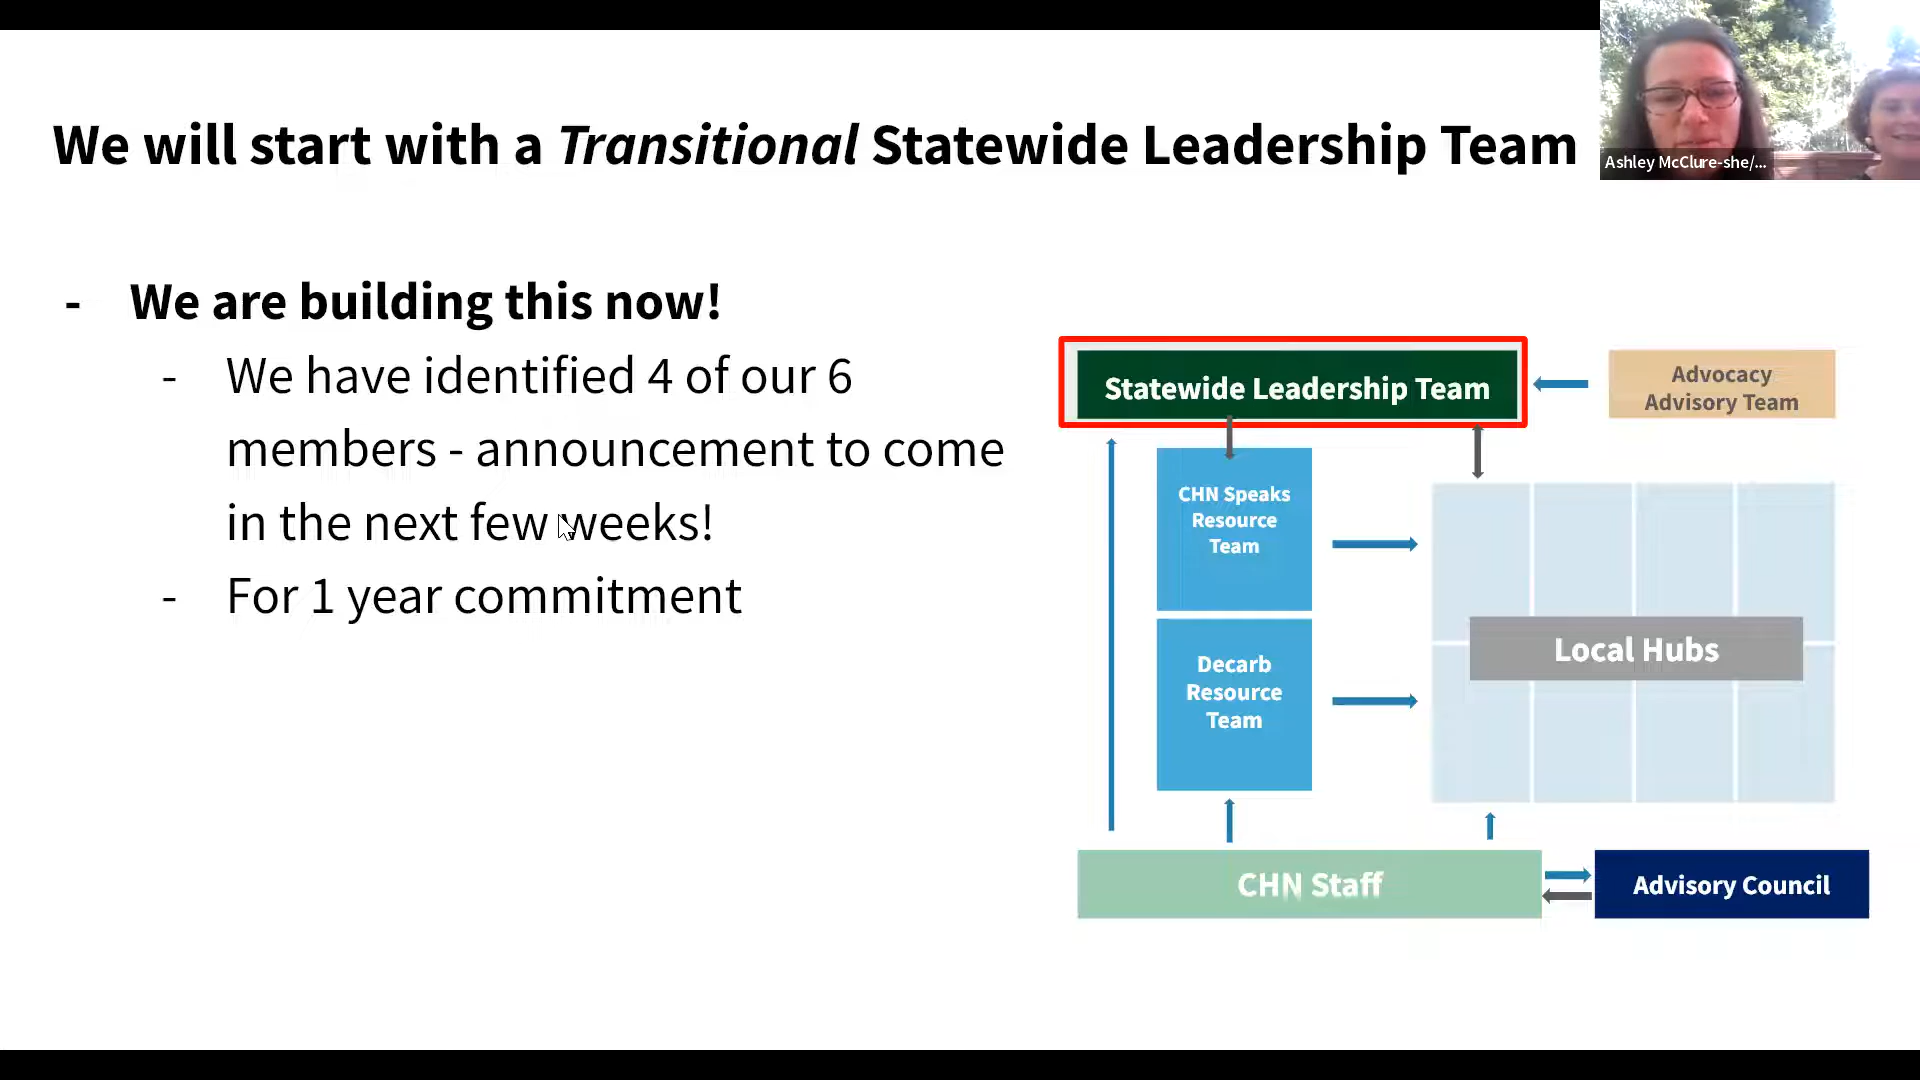 We will start with a Transitional Statewide Leadership Team
Ashley McClure-she/...
- We are building this now!
- We have identified 4 of our 6
members - announcement to come
in the next few weeks!
- For 1 year commitment
Statewide Leadership Team
Advocacy
Advisory Team
CHN Speaks
Resource
Team
Decarb
Resource
Team
Local Hubs
CHN Staff
Advisory Council